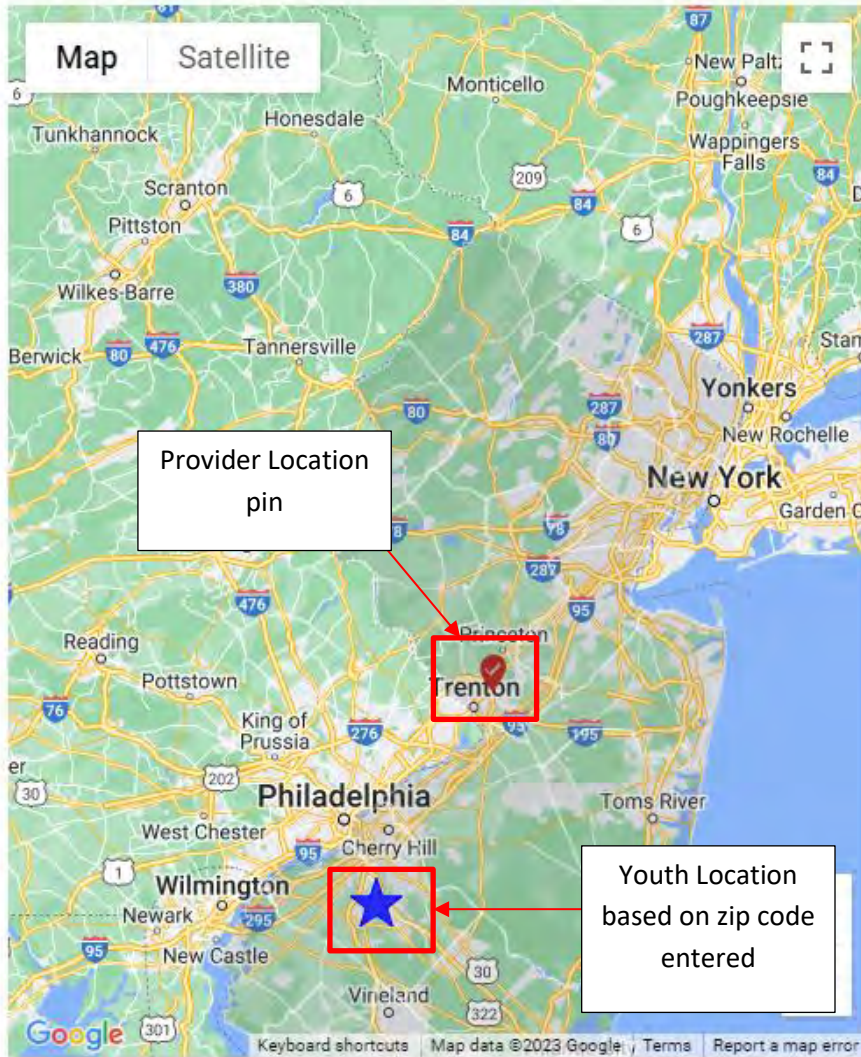 87
Map
Satellite
New Paltz
6
Monticello
Poughkeepsie
Honesdale
Tunkhannock
Wappingers
Falls
84
Scranton
209
6
84
Pittston
6
84
Wilkes-Barre
380
287
Berwick
80
476
Tannersville
Yonkers
80
287
New Rochelle
80
Provider Location
pin
New York
Garden C
78
78
287
476
95
Reading
Princeton
Pottstown
Trenton
76
King of
Prussia
276
95
195
202
er
30
Philadelphia
Toms River
West Chester
Cherry Hill
95
1
Wilmington
Youth Location
based on zip code
entered
Newark
295
95
New Castle
30
Vineland
322
Google
301
Keyboard shortcuts
Map data ©2023 Google
Terms
Report a map error